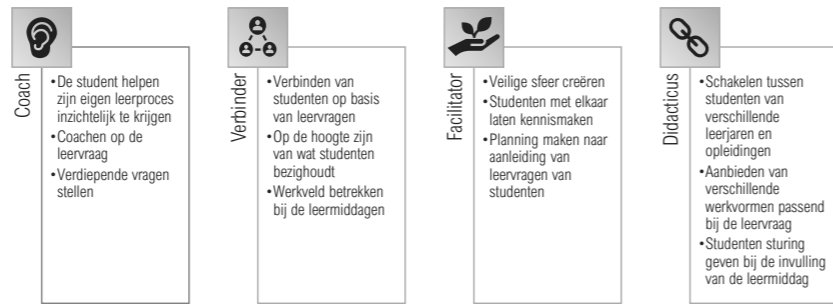 Coach
•De student helpen
zijn eigen leerproces
inzichtelijk te krijgen
•Coachen op de
leervraag
•Verdiepende vragen
stellen
Verbinder
•Verbinden van
studenten op basis
van leervragen
•Op de hoogte zijn
van wat studenten
bezighoudt
•Werkveld betrekken
bij de leermiddagen
Facilitator
•Veilige sfeer creëren
•Studenten met elkaar
laten kennismaken
•Planning maken naar
aanleiding van
leervragen van
studenten
Didacticus
•Schakelen tussen
studenten van
verschillende
leerjaren en
opleidingen
•Aanbieden van
verschillende
werkvormen passend
bij de leervraag
•Studenten sturing
geven bij de invulling
van de leermiddag